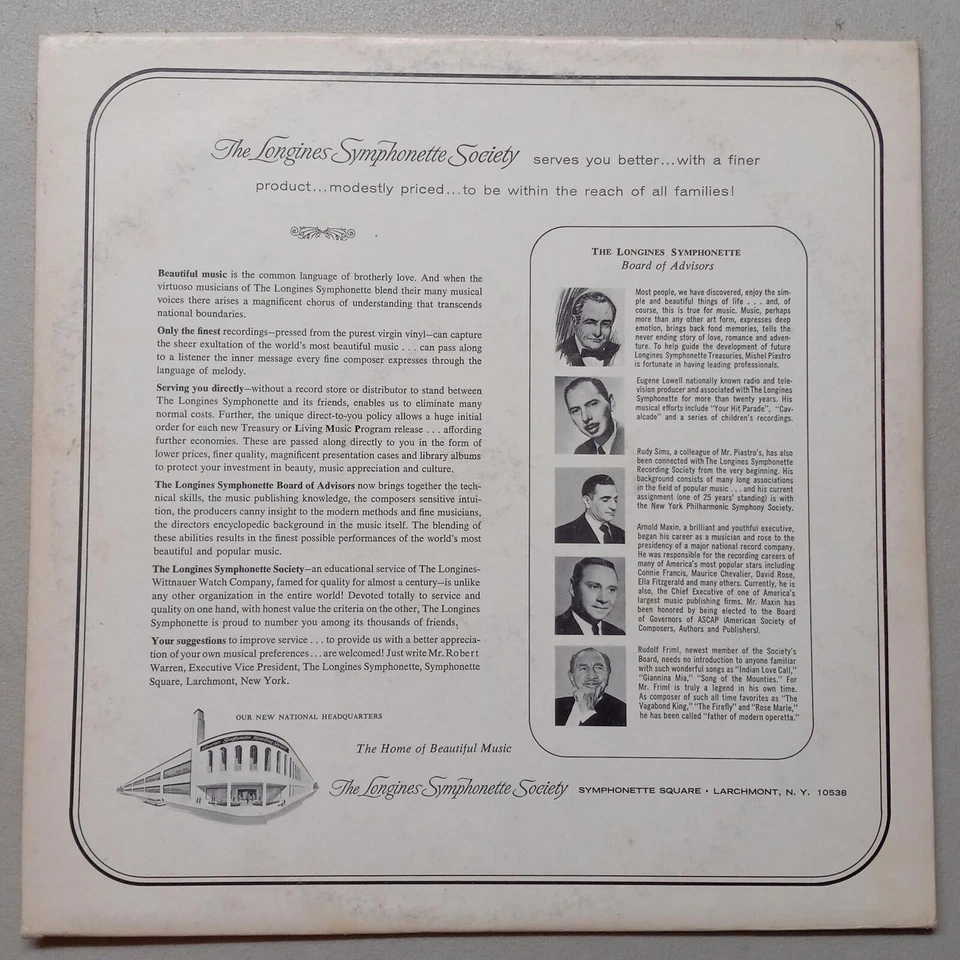 The Longines Symphonette Society serves you better...with a finer
product...modestly priced...to be within the reach of all families!
Beautiful music is the common language of brotherly love. And when the
virtuoso musicians of The Longines Symphonette blend their many musical
voices there arises a magnificent chorus of understanding that transcends
national boundaries.
Only the finest recordings—pressed from the purest virgin vinyl—can capture
the sheer exultation of the world's most beautiful music . . . can pass along
to a listener the inner message every fine composer expresses through the
language of melody.
Serving you directly—without a record store or distributor to stand between
The Longines Symphonette and its friends, enables us to eliminate many
normal costs. Further, the unique direct-to-you policy allows a huge initial
order for each new Treasury or Living Music Program release . . . affording
further economies. These are passed along directly to you in the form of
lower prices, finer quality, magnificent presentation cases and library albums
to protect your investment in beauty, music appreciation and culture.
The Longines Symphonette Board of Advisors now brings together the tech-
nical skills, the music publishing knowledge, the composers sensitive intui-
tion, the producers canny insight to the modern methods and fine musicians,
the directors encyclopedic background in the music itself. The blending of
these abilities results in the finest possible performances of the world's most
beautiful and popular music.
The Longines Symphonette Society—an educational service of The Longines-
Wittnauer Watch Company, famed for quality for almost a century—is unlike
any other organization in the entire world! Devoted totally to service and
quality on one hand, with honest value the criteria on the other, The Longines
Symphonette is proud to number you among its thousands of friends.
Your suggestions to improve service . . . to provide us with a better apprecia-
tion of your own musical preferences . . . are welcomed! Just write Mr. Robert
Warren, Executive Vice President, The Longines Symphonette, Symphonette
Square, Larchmont, New York.
THE LONGINES SYMPHONETTE
Board of Advisors
Most people, we have discovered, enjoy the sim-
ple and beautiful things of life . . . and, of
course, this is true for music. Music, perhaps
more than any other art form, expresses deep
emotion, brings back fond memories, tells the
never ending story of love, romance and adven-
ture. To help guide the development of future
Longines Symphonette Treasuries, Mishel Piastro
is fortunate in having leading professionals.
Eugene Lowell nationally known radio and tele-
vision producer and associated with The Longines
Symphonette for more than twenty years. His
musical efforts include "Your Hit Parade", "Cav-
alcade" and a series of children's recordings.
Rudy Sims, a colleague of Mr. Piastro's, has also
been connected with The Longines Symphonette
Recording Society from the very beginning. His
background consists of many long associations
in the field of popular music . . . and his current
assignment (one of 25 years' standing) is with
the New York Philharmonic Symphony Society.
Arnold Maxin, a brilliant and youthful executive,
began his career as a musician and rose to the
presidency of a major national record company.
He was responsible for the recording careers of
many of America's most popular stars including
Connie Francis, Maurice Chevalier, David Rose,
Ella Fitzgerald and many others. Currently, he is
also, the Chief Executive of one of America's
largest music publishing firms. Mr. Maxin has
been honored by being elected to the Board
of Governors of ASCAP (American Society of
Composers, Authors and Publishers).
Rudolf Friml, newest member of the Society's
Board, needs no introduction to anyone familiar
with such wonderful songs as "Indian Love Call,"
"Giannina Mia," "Song of the Mounties." For
Mr. Friml is truly a legend in his own time.
As composer of such all time favorites as "The
Vagabond King," "The Firefly" and "Rose Marie,"
he has been called "father of modern operetta."
OUR NEW NATIONAL HEADQUARTERS
The Home of Beautiful Music
The Longines Symphonette Society SYMPHONETTE SQUARE • LARCHMONT, N. Y. 10538